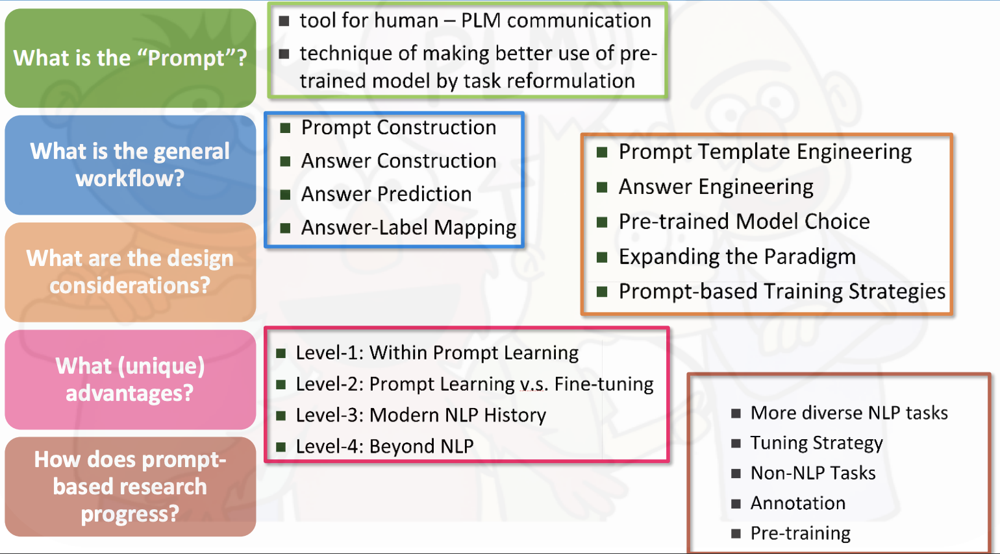 What is the “Prompt”?
■ tool for human – PLM communication
■ technique of making better use of pre-
trained model by task reformulation
What is the general
workflow?
■ Prompt Construction
■ Answer Construction
■ Answer Prediction
■ Answer-Label Mapping
What are the design
considerations?
■ Prompt Template Engineering
■ Answer Engineering
■ Pre-trained Model Choice
■ Expanding the Paradigm
■ Prompt-based Training Strategies
What (unique)
advantages?
■ Level-1: Within Prompt Learning
■ Level-2: Prompt Learning v.s. Fine-tuning
■ Level-3: Modern NLP History
■ Level-4: Beyond NLP
How does prompt-
based research
progress?
■ More diverse NLP tasks
■ Tuning Strategy
■ Non-NLP Tasks
■ Annotation
■ Pre-training
PLM